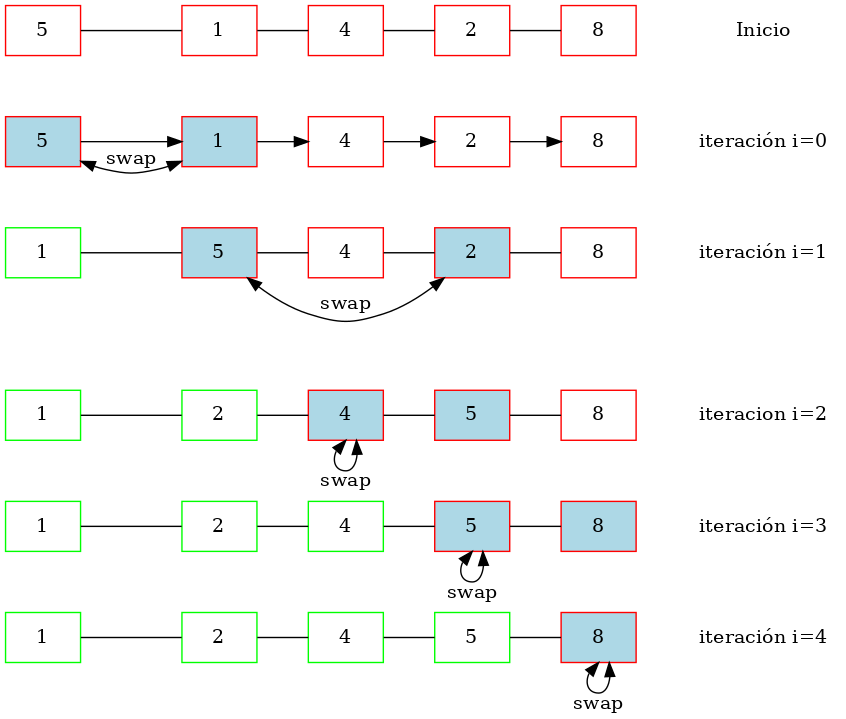 5 1 4 2 8 Inicio
5 1 4 2 8 iteración i=0
swap
1 5 4 2 8 iteración i=1
swap
1 2 4 5 8 iteracion i=2
swap
1 2 4 5 8 iteración i=3
swap
1 2 4 5 8 iteración i=4
swap